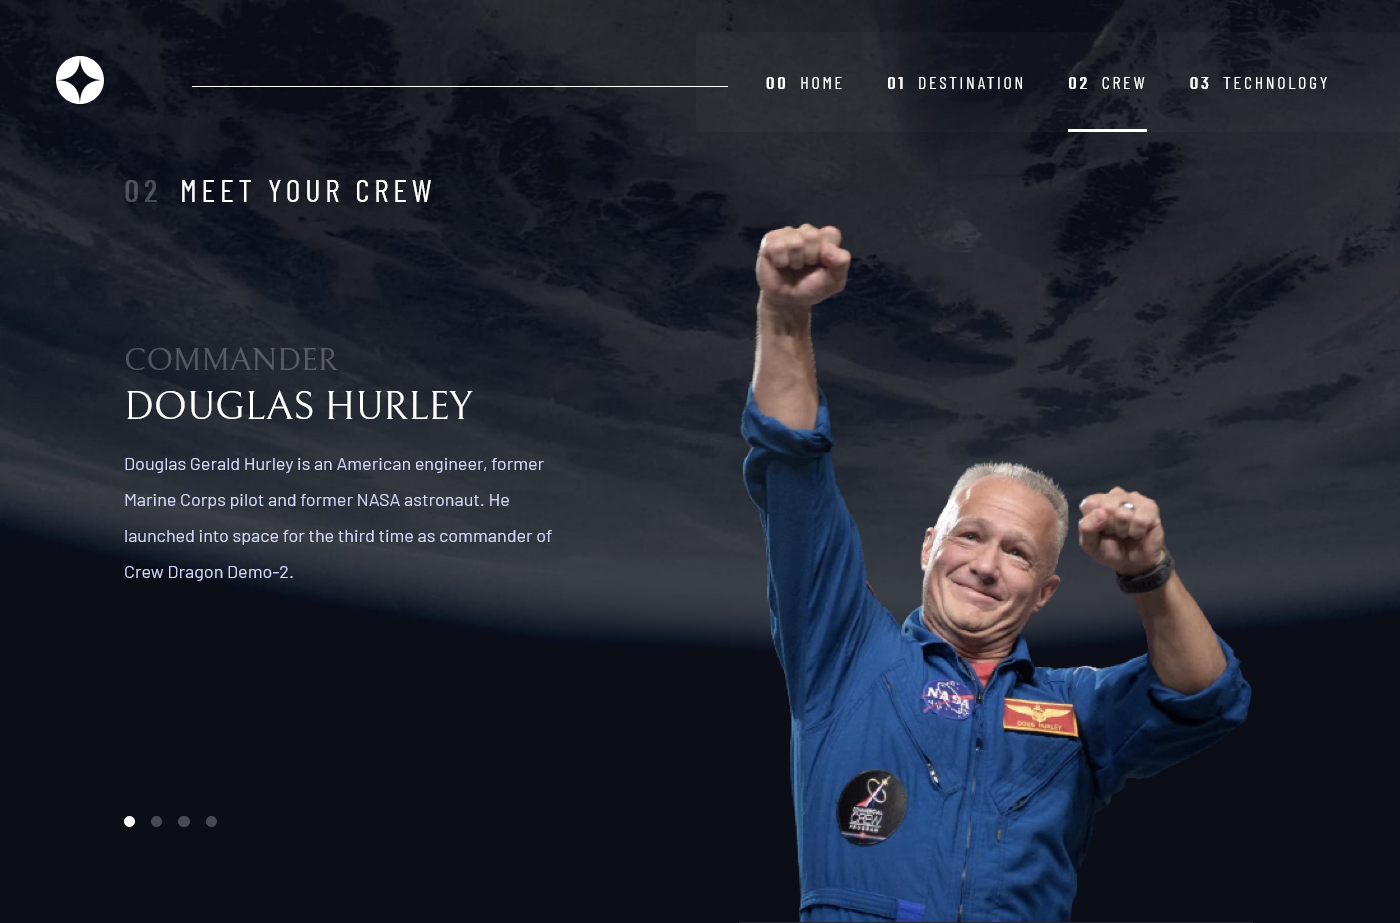 00 HOME
01 DESTINATION
02 CREW
03 TECHNOLOGY
02 MEET YOUR CREW
COMMANDER
DOUGLAS HURLEY
Douglas Gerald Hurley is an American engineer, former
Marine Corps pilot and former NASA astronaut. He
launched into space for the third time as commander of
Crew Dragon Demo-2.
NASA
DOUG HURLEY
COMMERCIAL
CREW
PROGRAM